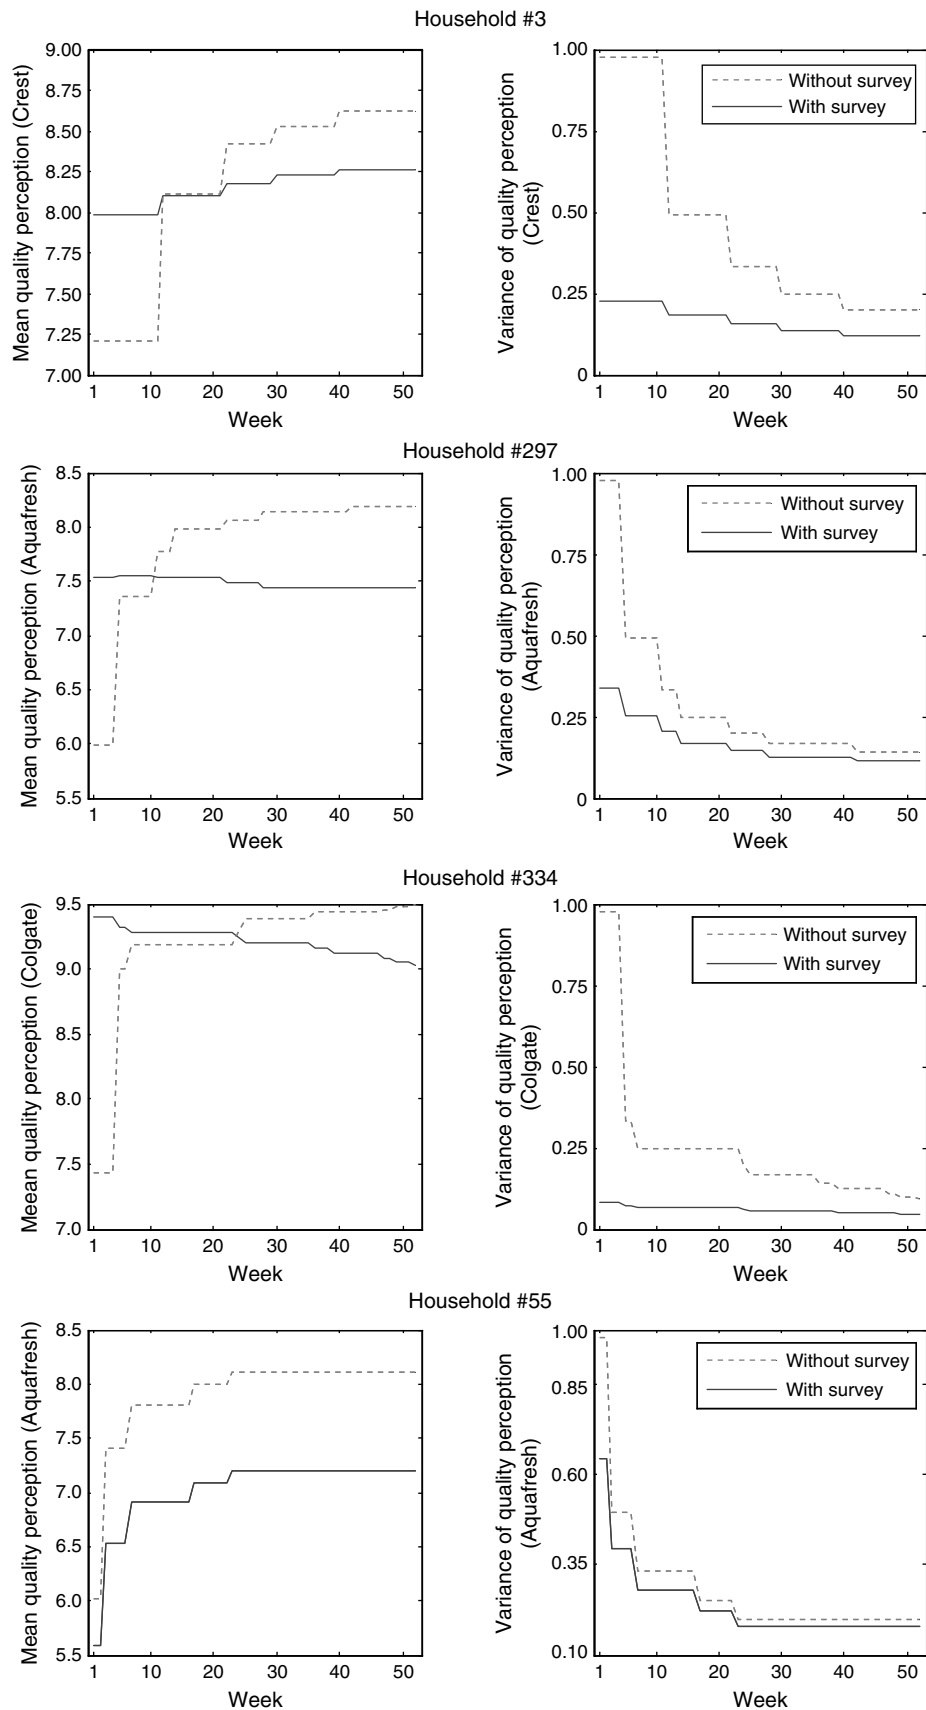 Household #3
Mean quality perception (Crest)
9.00
8.75
8.50
8.25
8.00
7.75
7.50
7.25
7.00
1 10 20 30 40 50
Week
Variance of quality perception
(Crest)
1.00
0.75
0.50
0.25
0
Without survey
With survey
1 10 20 30 40 50
Week
Household #297
Mean quality perception (Aquafresh)
8.5
8.0
7.5
7.0
6.5
6.0
5.5
1 10 20 30 40 50
Week
Variance of quality perception
(Aquafresh)
1.00
0.75
0.50
0.25
0
Without survey
With survey
1 10 20 30 40 50
Week
Household #334
Meean quality perception (Colgate)
9.5
9.0
8.5
8.0
7.5
7.0
1 10 20 30 40 50
Week
Variance of quality perception
(Colgate)
1.00
0.75
0.50
0.25
0
Without survey
With survey
1 10 20 30 40 50
Week
Household #55
Mean quality perception (Aquafresh)
8.5
8.0
7.5
7.0
6.5
6.0
5.5
1 10 20 30 40 50
Week
Variance of quality perception
(Aquafresh)
1.00
0.85
0.60
0.35
0.10
Without survey
With survey
1 10 20 30 40 50
Week